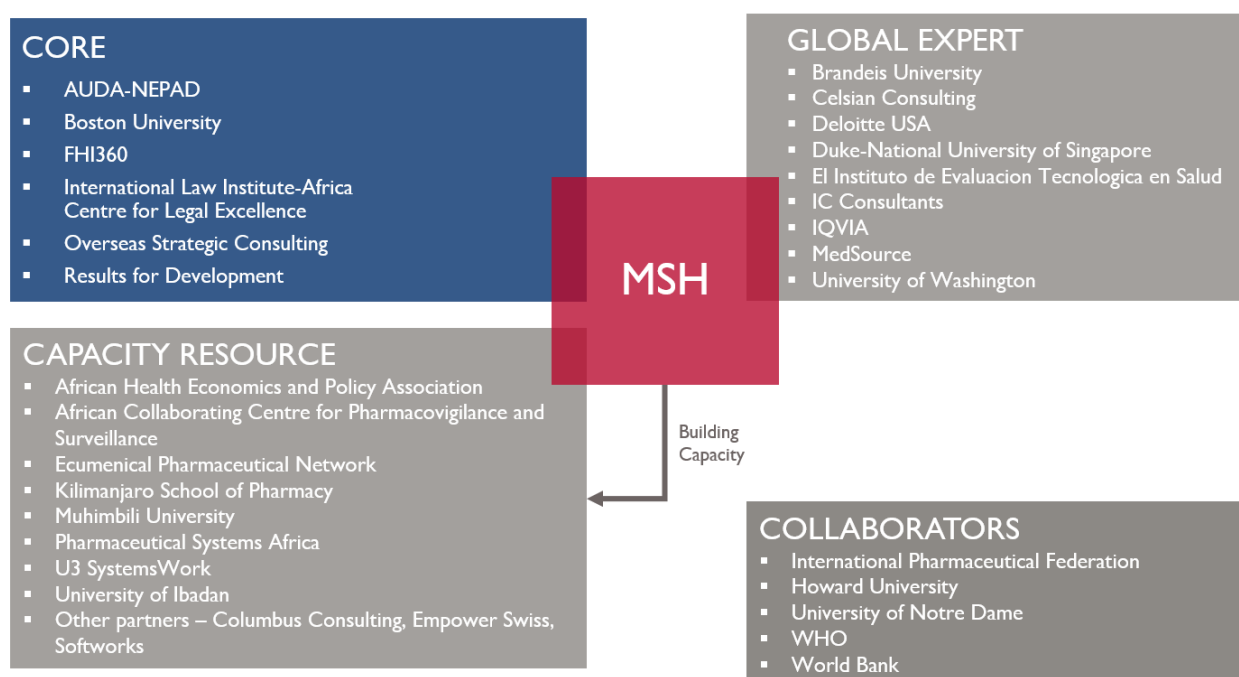 CORE
▪ AUDA-NEPAD
▪ Boston University
▪ FHI360
▪ International Law Institute-Africa
Centre for Legal Excellence
▪ Overseas Strategic Consulting
▪ Results for Development
GLOBAL EXPERT
▪ Brandeis University
▪ Celsian Consulting
▪ Deloitte USA
▪ Duke-National University of Singapore
▪ El Instituto de Evaluacion Tecnologica en Salud
▪ IC Consultants
▪ IQVIA
▪ MedSource
▪ University of Washington
MSH
CAPACITY RESOURCE
▪ African Health Economics and Policy Association
▪ African Collaborating Centre for Pharmacovigilance and
Surveillance
▪ Ecumenical Pharmaceutical Network
▪ Kilimanjaro School of Pharmacy
▪ Muhimbili University
▪ Pharmaceutical Systems Africa
▪ U3 SystemsWork
▪ University of Ibadan
▪ Other partners – Columbus Consulting, Empower Swiss,
Softworks
Building
Capacity
COLLABORATORS
▪ International Pharmaceutical Federation
▪ Howard University
▪ University of Notre Dame
▪ WHO
▪ World Bank